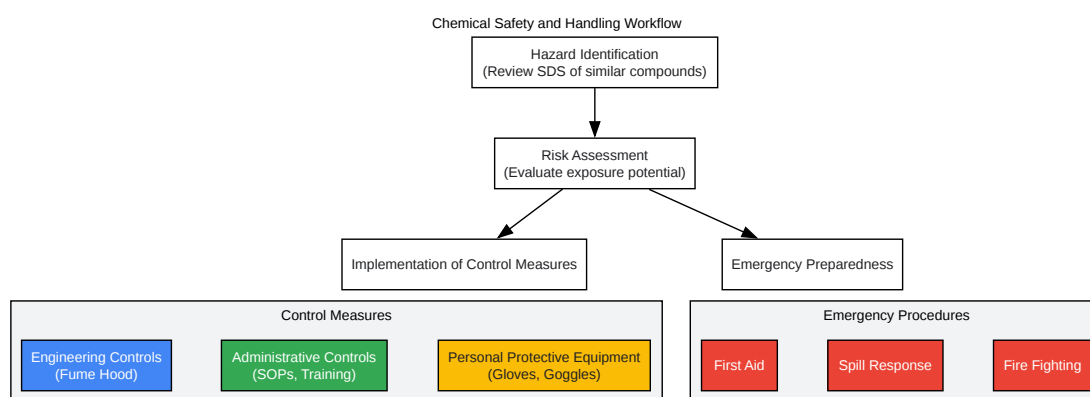 Chemical Safety and Handling Workflow
Hazard Identification
(Review SDS of similar compounds)
Risk Assessment
(Evaluate exposure potential)
Implementation of Control Measures
Emergency Preparedness
Control Measures
Engineering Controls
(Fume Hood)
Administrative Controls
(SOPs, Training)
Personal Protective Equipment
(Gloves, Goggles)
Emergency Procedures
First Aid
Spill Response
Fire Fighting